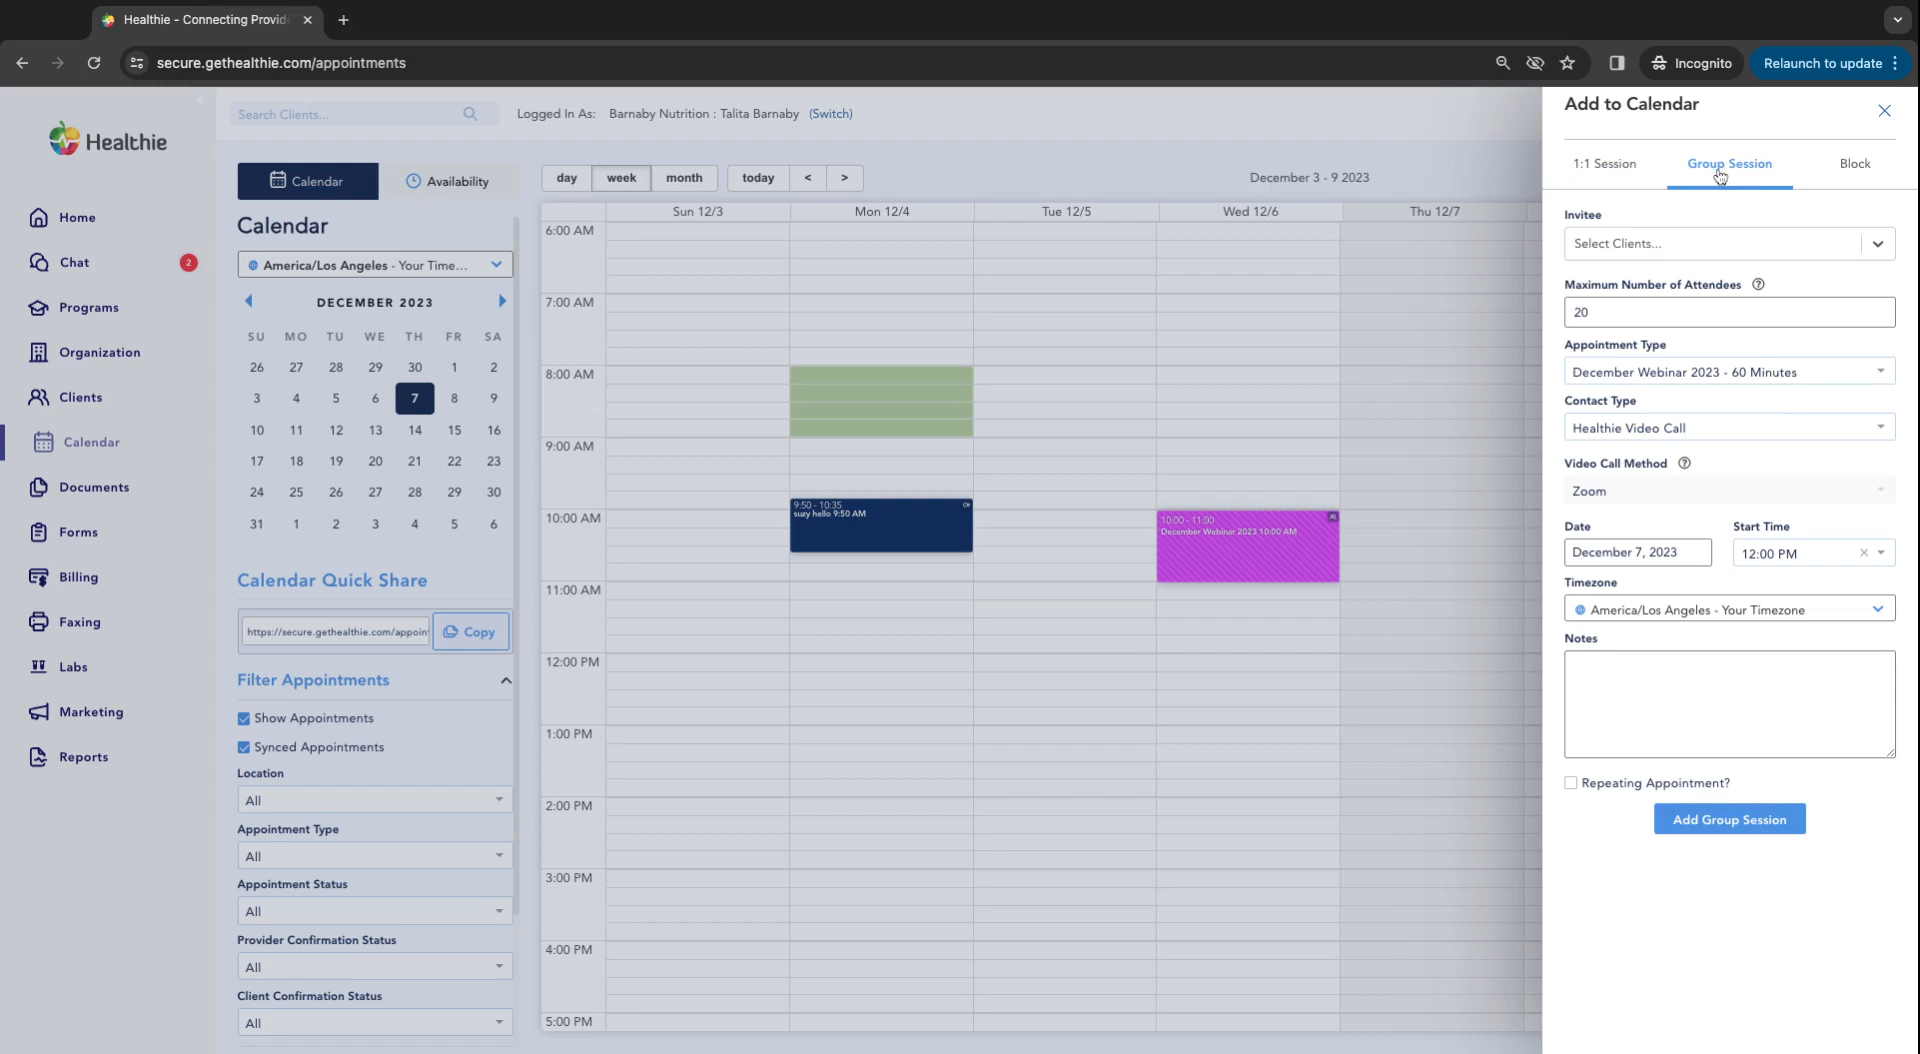 Healthie - Connecting Provid
secure.gethealthie.com/appointments
Incognito
Relaunch to update
Healthie
Home
Chat
2
Programs
Organization
Clients
Calendar
Documents
Forms
Billing
Faxing
Labs
Marketing
Reports
Search Clients...
Logged In As: Barnaby Nutrition : Talita Barnaby (Switch)
Calendar
Availability
Calendar
America/Los Angeles - Your Time...
DECEMBER 2023
SU MO TU WE TH FR SA
26 27 28 29 30 1 2
3 4 5 6 7 8 9
10 11 12 13 14 15 16
17 18 19 20 21 22 23
24 25 26 27 28 29 30
31 1 2 3 4 5 6
Calendar Quick Share
https://secure.gethealthie.com/appoin
Copy
Filter Appointments
Show Appointments
Synced Appointments
Location
All
Appointment Type
All
Appointment Status
All
Provider Confirmation Status
All
Client Confirmation Status
All
day week month today < >
December 3 - 9 2023
Sun 12/3 Mon 12/4 Tue 12/5 Wed 12/6 Thu 12/7
6:00 AM
7:00 AM
8:00 AM
9:00 AM
9:50 - 10:35
suzy hello 9:50 AM
10:00 AM
10:00 - 11:00
December Webinar 2023 10:00 AM
11:00 AM
12:00 PM
1:00 PM
2:00 PM
3:00 PM
4:00 PM
5:00 PM
Add to Calendar
1:1 Session Group Session Block
Invitee
Select Clients...
Maximum Number of Attendees
20
Appointment Type
December Webinar 2023 - 60 Minutes
Contact Type
Healthie Video Call
Video Call Method
Zoom
Date Start Time
December 7, 2023 12:00 PM
Timezone
America/Los Angeles - Your Timezone
Notes
Repeating Appointment?
Add Group Session